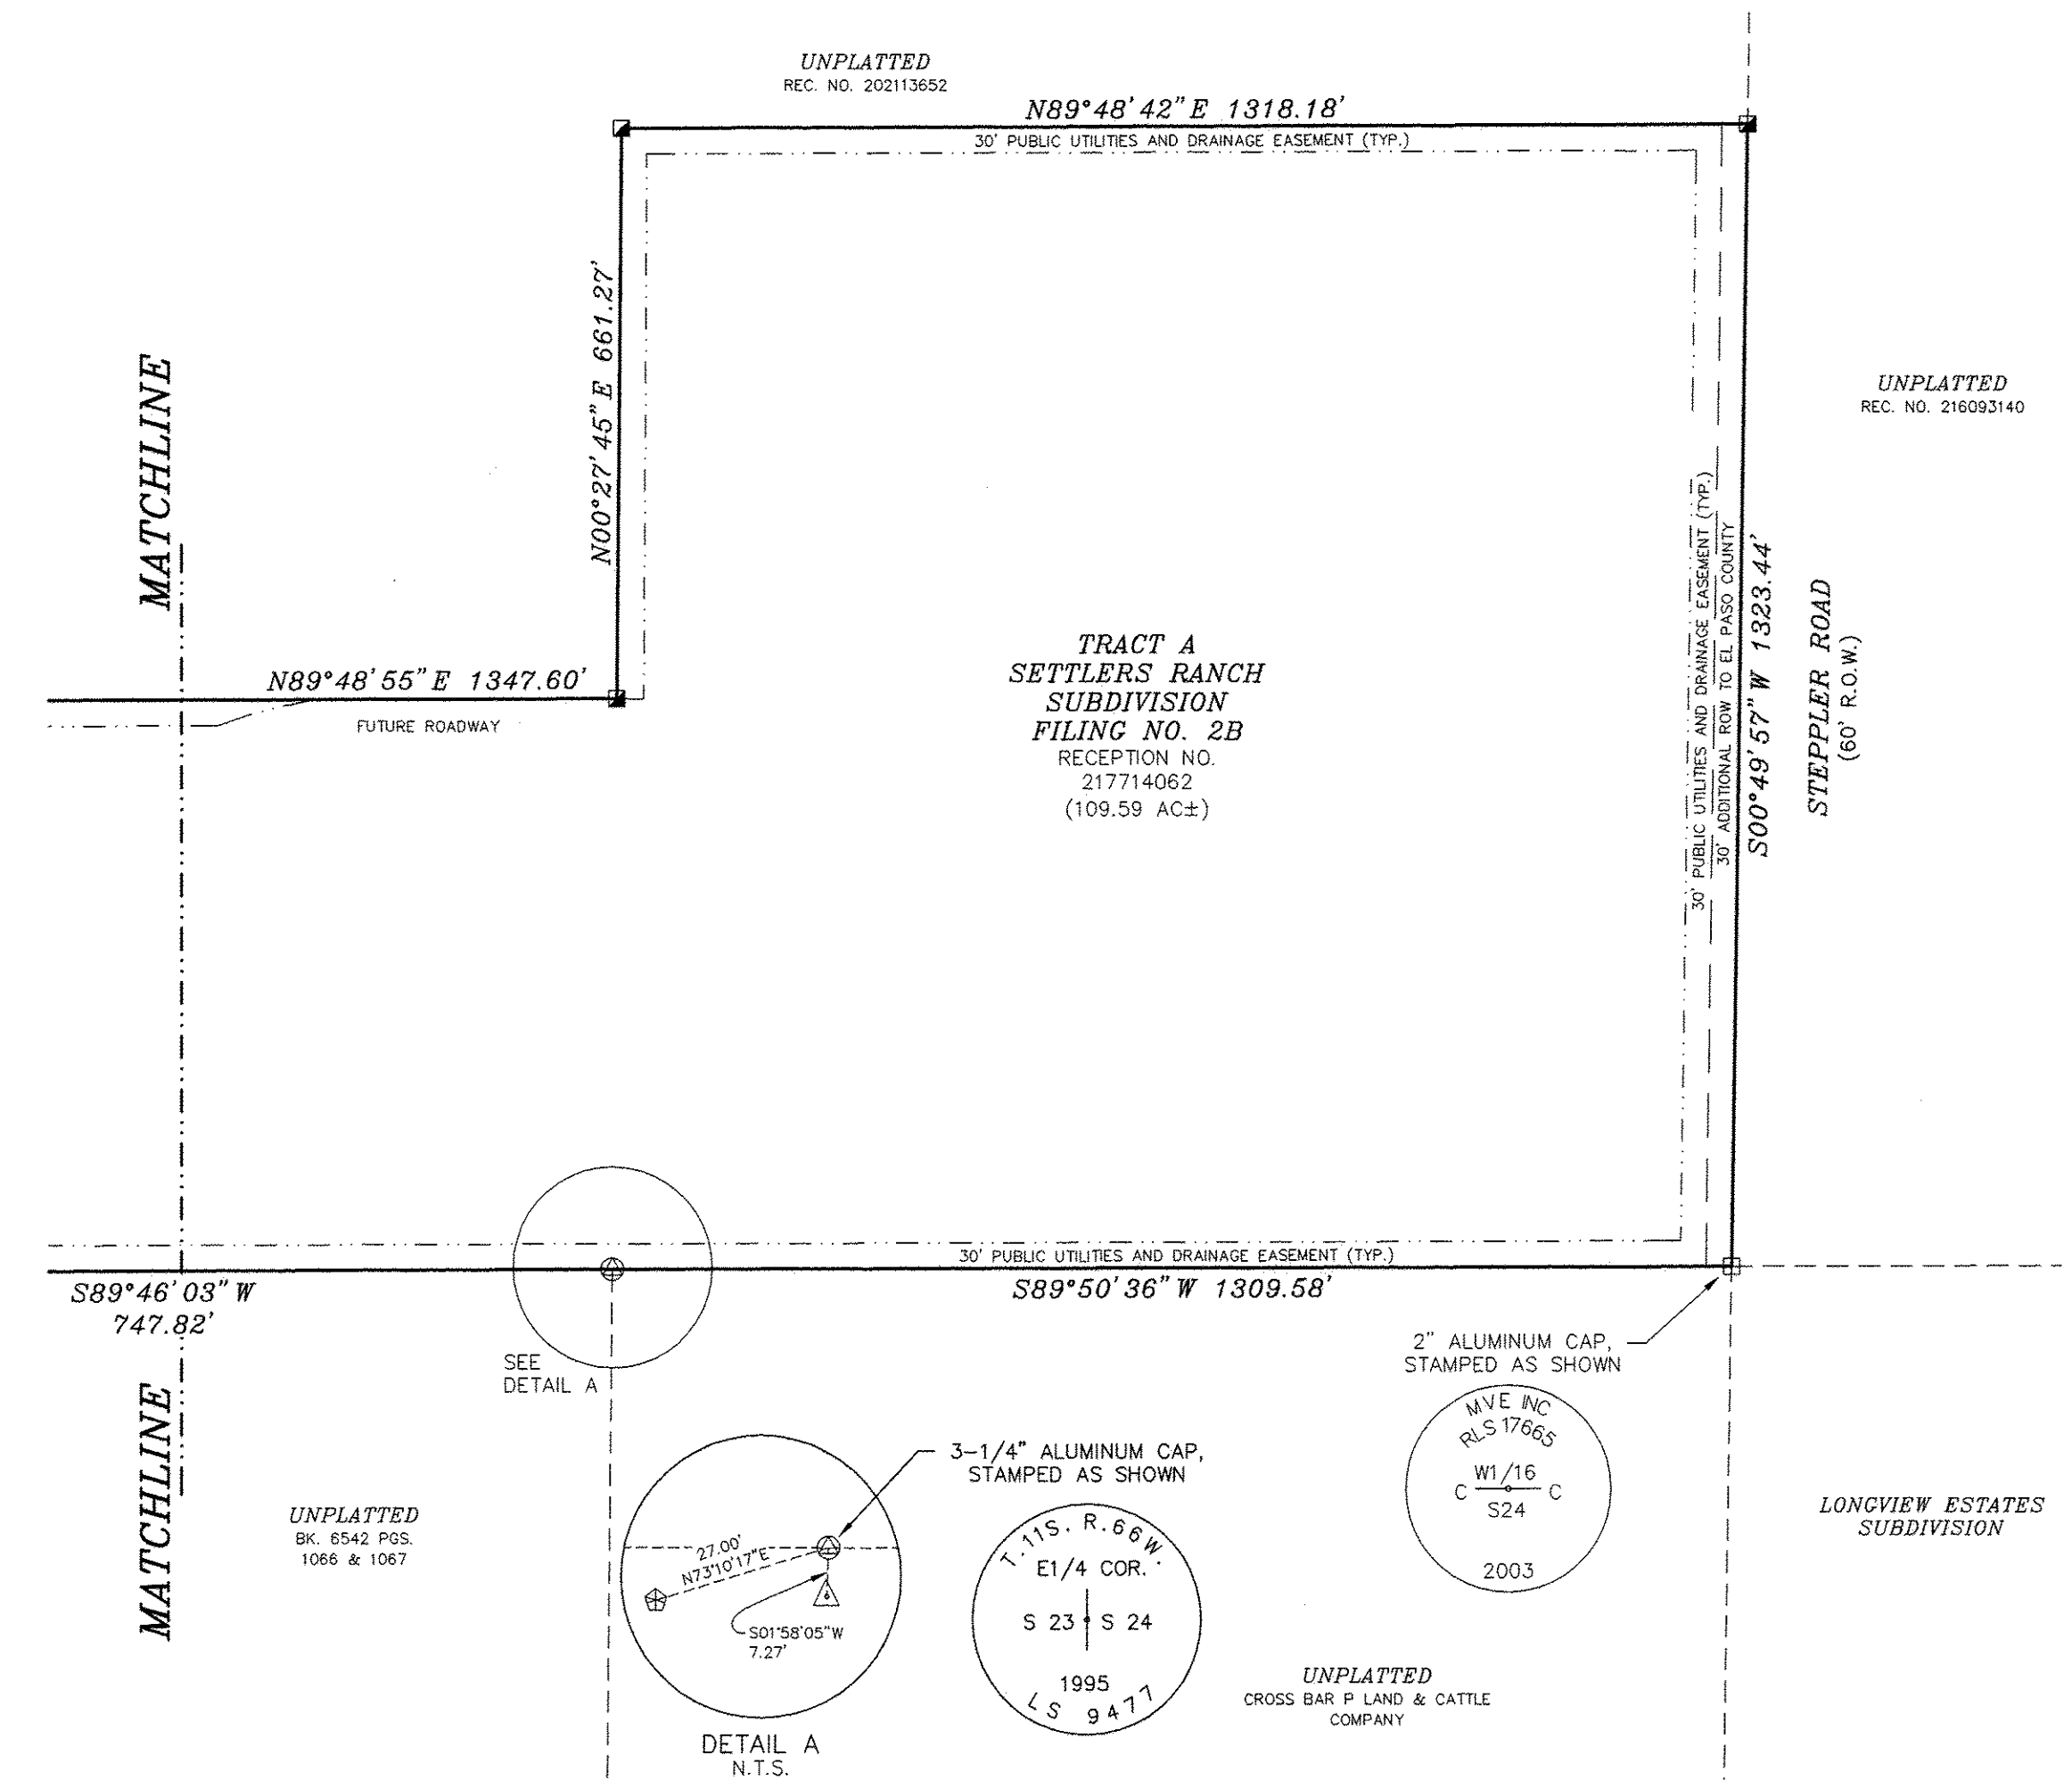 UNPLATTED
REC. NO. 202113652
N89°48'42"E 1318.18'
30' PUBLIC UTILITIES AND DRAINAGE EASEMENT (TYP.)
N00°27'45"E 661.27'
MATCHLINE
UNPLATTED
REC. NO. 216093140
N89°48'55"E 1347.60'
FUTURE ROADWAY
TRACT A
SETTLERS RANCH
SUBDIVISION
FILING NO. 2B
RECEPTION NO.
217714062
(109.59 AC±)
30' PUBLIC UTILITIES AND DRAINAGE EASEMENT (TYP.)
30' ADDITIONAL ROW TO EL PASO COUNTY
S00°49'57"W 1323.44'
STEPPLER ROAD
(60' R.O.W.)
30' PUBLIC UTILITIES AND DRAINAGE EASEMENT (TYP.)
S89°50'36"W 1309.58'
S89°46'03"W
747.82'
SEE
DETAIL A
2" ALUMINUM CAP,
STAMPED AS SHOWN
MVE INC
RLS 17665
W1/16
C C
S24
2003
MATCHLINE
UNPLATTED
BK. 6542 PGS.
1066 & 1067
3-1/4" ALUMINUM CAP,
STAMPED AS SHOWN
27.00'
N73°10'17"E
S01°58'05"W
7.27'
DETAIL A
N.T.S.
T.11S. R.66W.
E1/4 COR.
S 23 S 24
1995
LS 9477
UNPLATTED
CROSS BAR P LAND & CATTLE
COMPANY
LONGVIEW ESTATES
SUBDIVISION